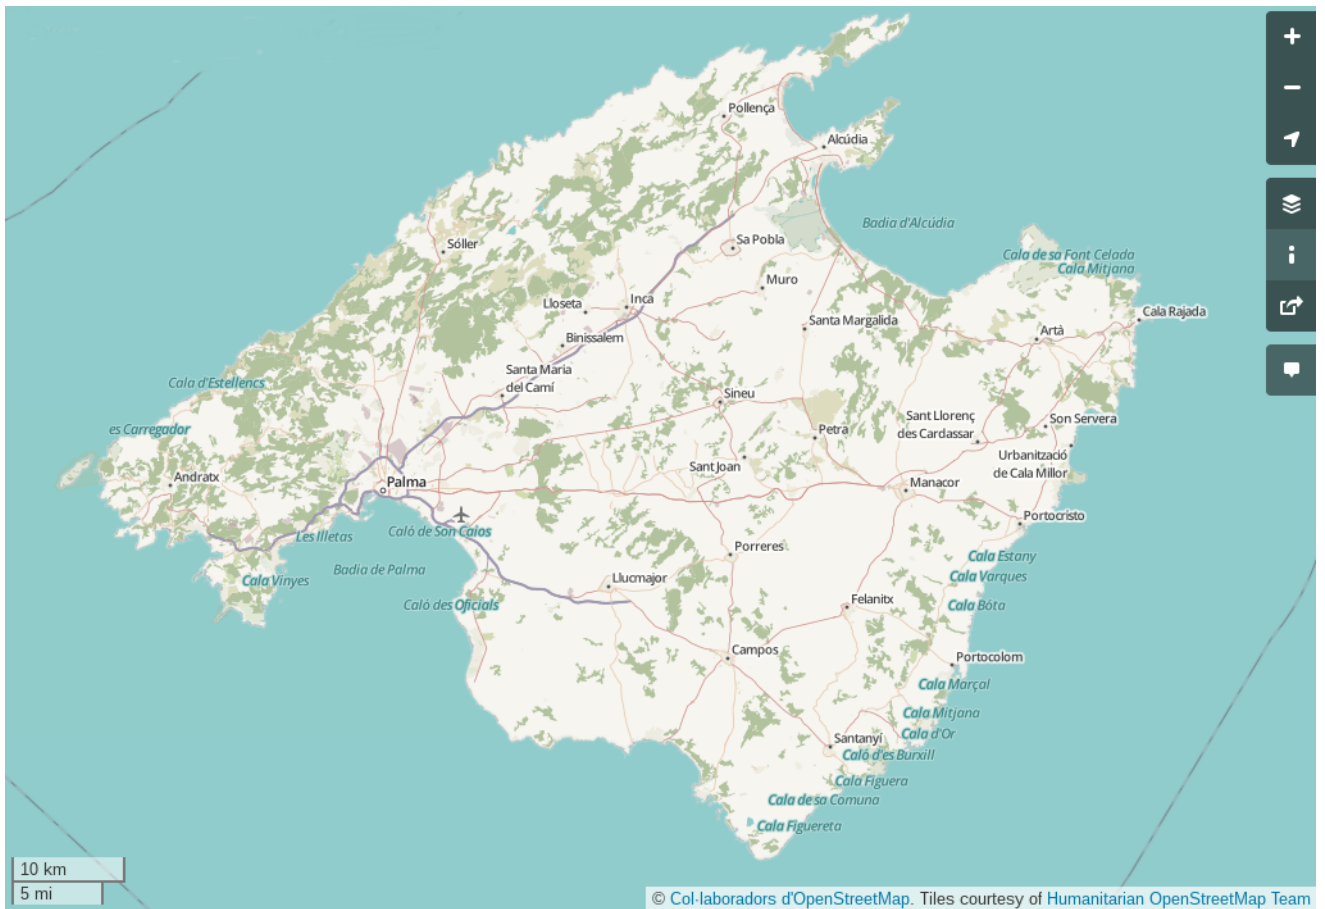 Pollença
Alcúdia
Badia d'Alcúdia
Sa Pobla
Sóller
Cala de sa Font Celada
Cala Mitjana
Muro
Lloseta
Inca
Cala Rajada
Santa Margalida
Artà
Binissalem
Santa Maria
del Camí
Cala d'Estellencs
Sineu
Sant Llorenç
des Cardassar
Son Servera
es Carregador
Petra
Urbanització
de Cala Millor
Sant Joan
Andratx
Palma
Manacor
Portocristo
Caló de Son Caios
Les Illetas
Porreres
Cala Estany
Badia de Palma
Cala Varques
Cala Vinyes
Llucmajor
Felanitx
Caló des Oficials
Cala Bóta
Campos
Portocolom
Cala Marçal
Cala Mitjana
Cala d'Or
Santanyí
Caló d'es Burxill
Cala Figuera
Cala de sa Comuna
Cala Figuereta
10 km
5 mi
© Col·laboradors d'OpenStreetMap. Tiles courtesy of Humanitarian OpenStreetMap Team